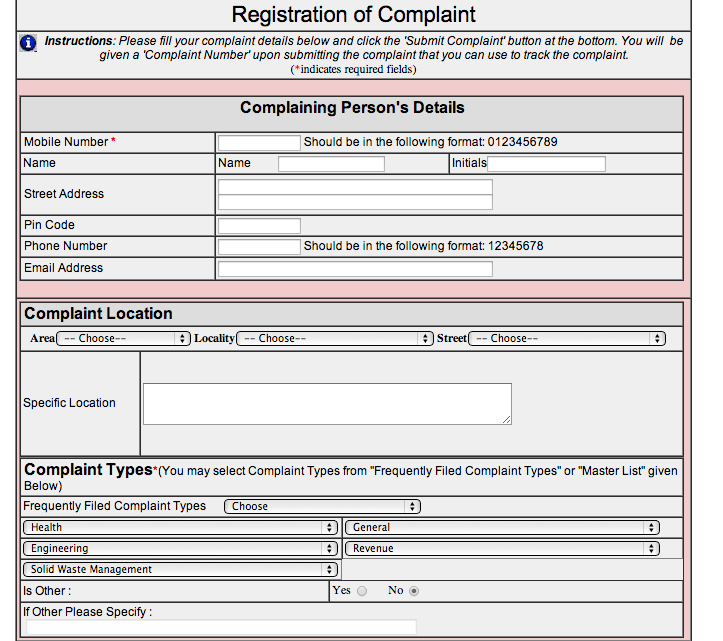 Registration of Complaint
Instructions: Please fill your complaint details below and click the 'Submit Complaint' button at the bottom. You will be
given a 'Complaint Number' upon submitting the complaint that you can use to track the complaint.
(*indicates required fields)
Complaining Person's Details
Mobile Number * Should be in the following format: 0123456789
Name Name Initials
Street Address
Pin Code
Phone Number Should be in the following format: 12345678
Email Address
Complaint Location
Area -- Choose-- Locality -- Choose-- Street -- Choose--
Specific Location
Complaint Types*(You may select Complaint Types from "Frequently Filed Complaint Types" or "Master List" given
Below)
Frequently Filed Complaint Types Choose
Health General
Engineering Revenue
Solid Waste Management
Is Other : Yes No
If Other Please Specify :